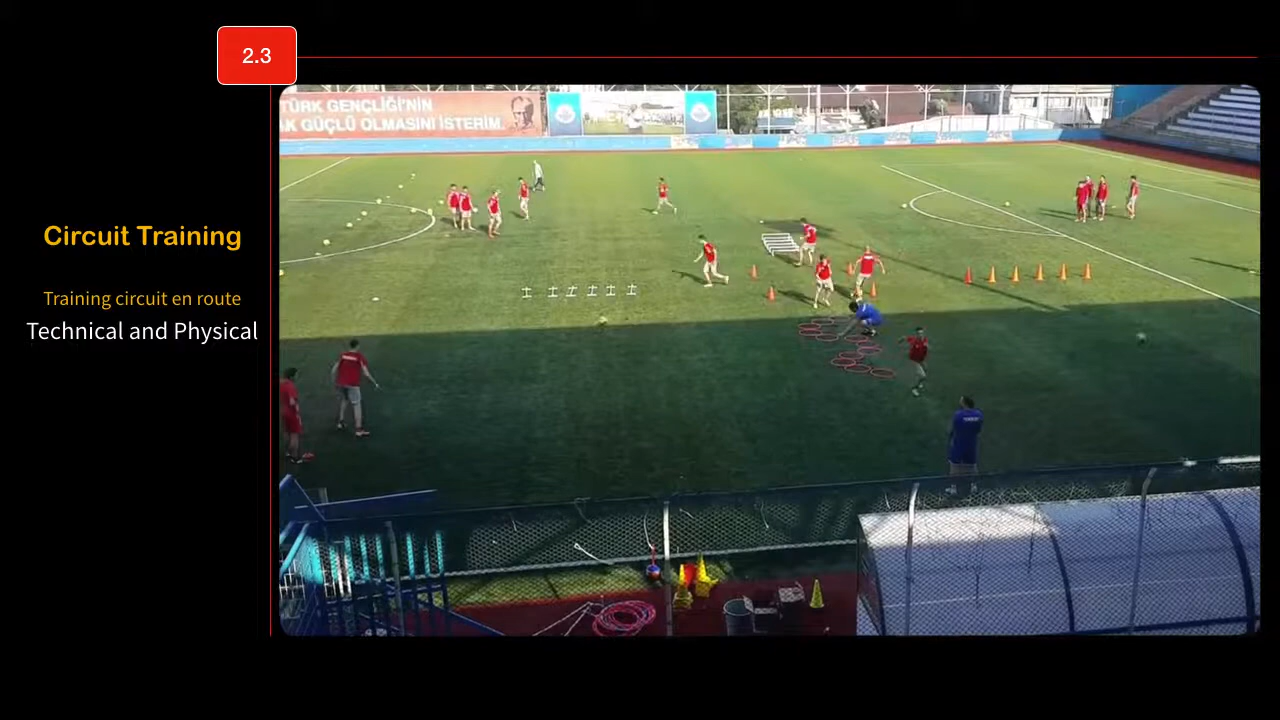 2.3
TÜRK GENÇLİĞİ'NİN
AK GÜÇLÜ OLMASINI İSTERİM.
Circuit Training
Training circuit en route
Technical and Physical